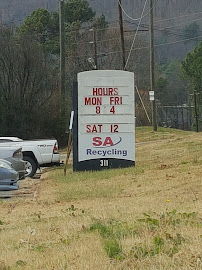 HOURS
MON FRI
8 4
SAT 12
SA
Recycling
311